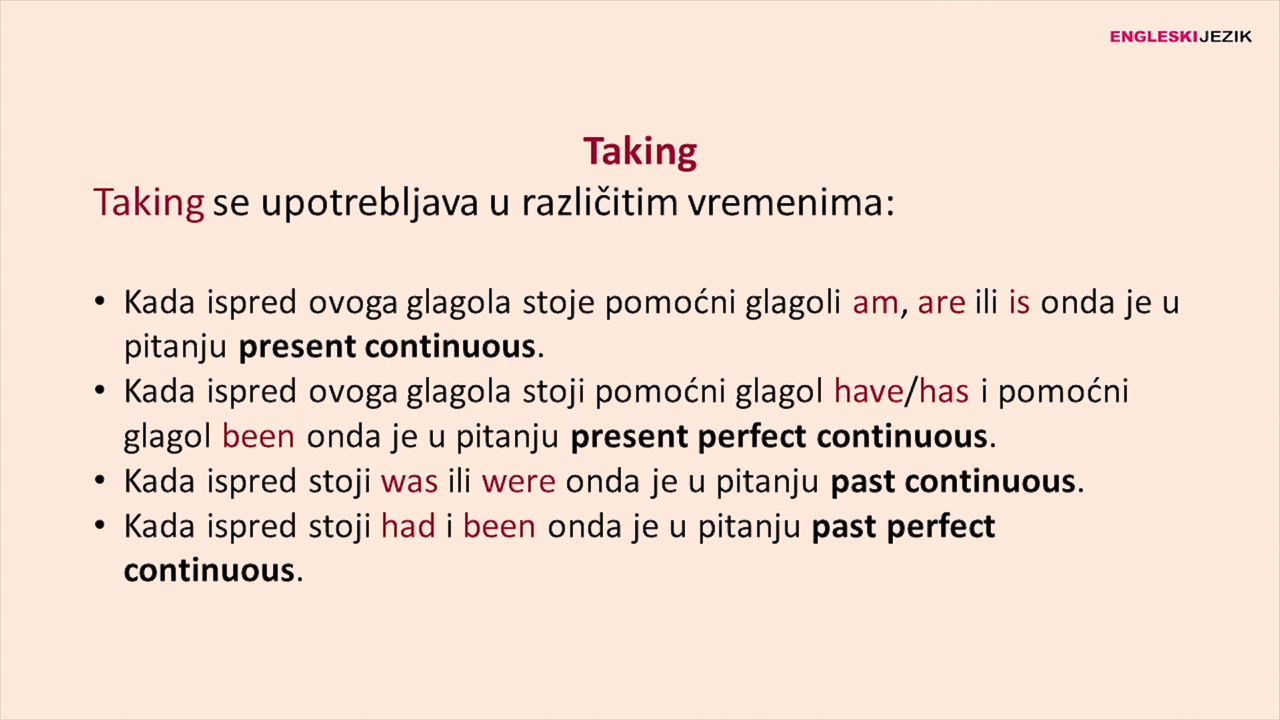 ENGLESKIJEZIK
Taking
Taking se upotrebljava u različitim vremenima:
• Kada ispred ovoga glagola stoje pomoćni glagoli am, are ili is onda je u
pitanju present continuous.
• Kada ispred ovoga glagola stoji pomoćni glagol have/has i pomoćni
glagol been onda je u pitanju present perfect continuous.
• Kada ispred stoji was ili were onda je u pitanju past continuous.
• Kada ispred stoji had i been onda je u pitanju past perfect
continuous.